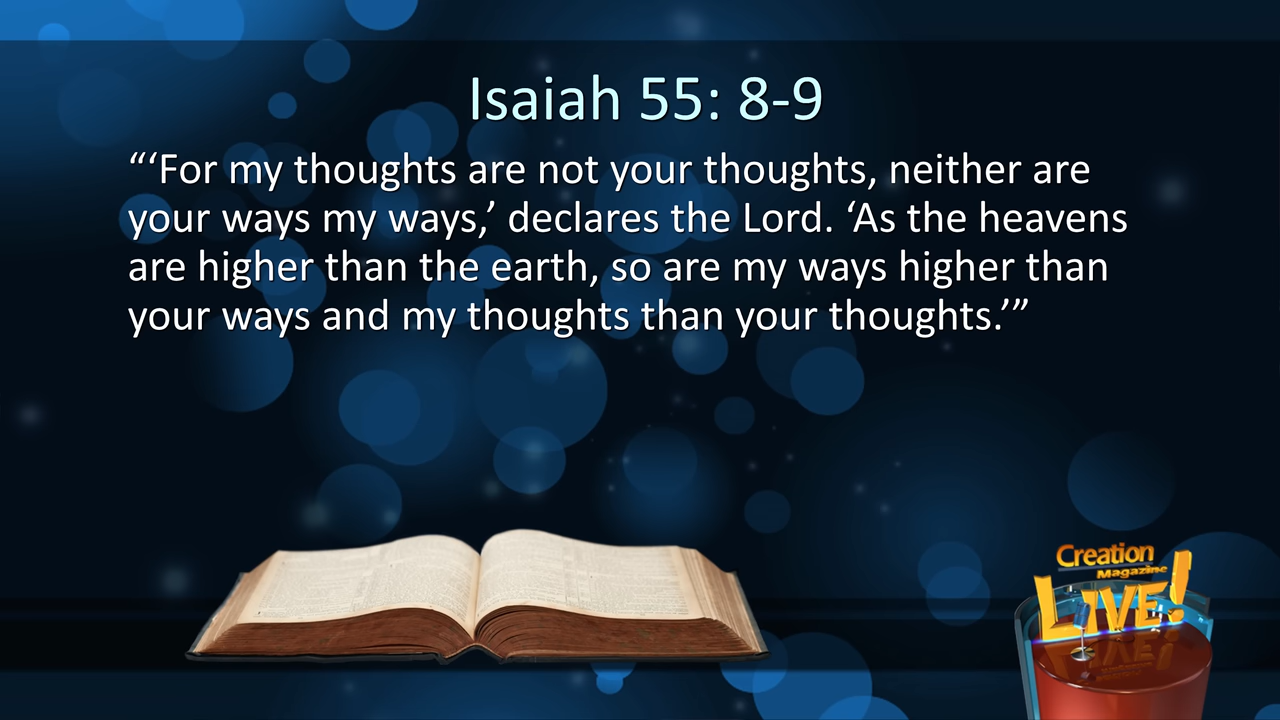 Isaiah 55: 8-9
“‘For my thoughts are not your thoughts, neither are
your ways my ways,’ declares the Lord. ‘As the heavens
are higher than the earth, so are my ways higher than
your ways and my thoughts than your thoughts.’”
Creation
Magazine
LIVE!